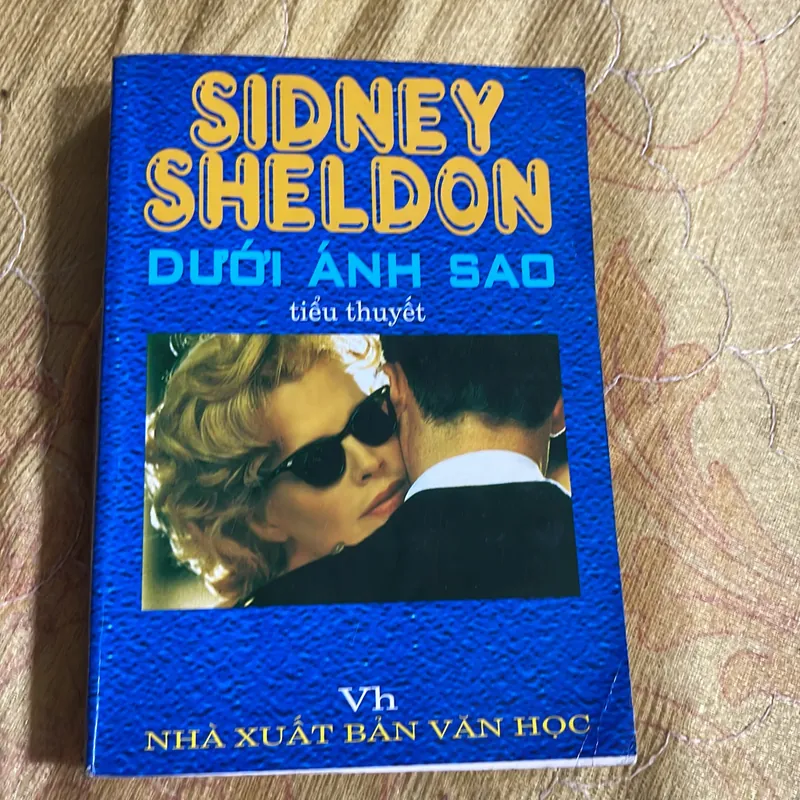 SIDNEY
SHELDON
DƯỚI ÁNH SAO
tiểu thuyết
Vh
NHÀ XUẤT BẢN VĂN HỌC